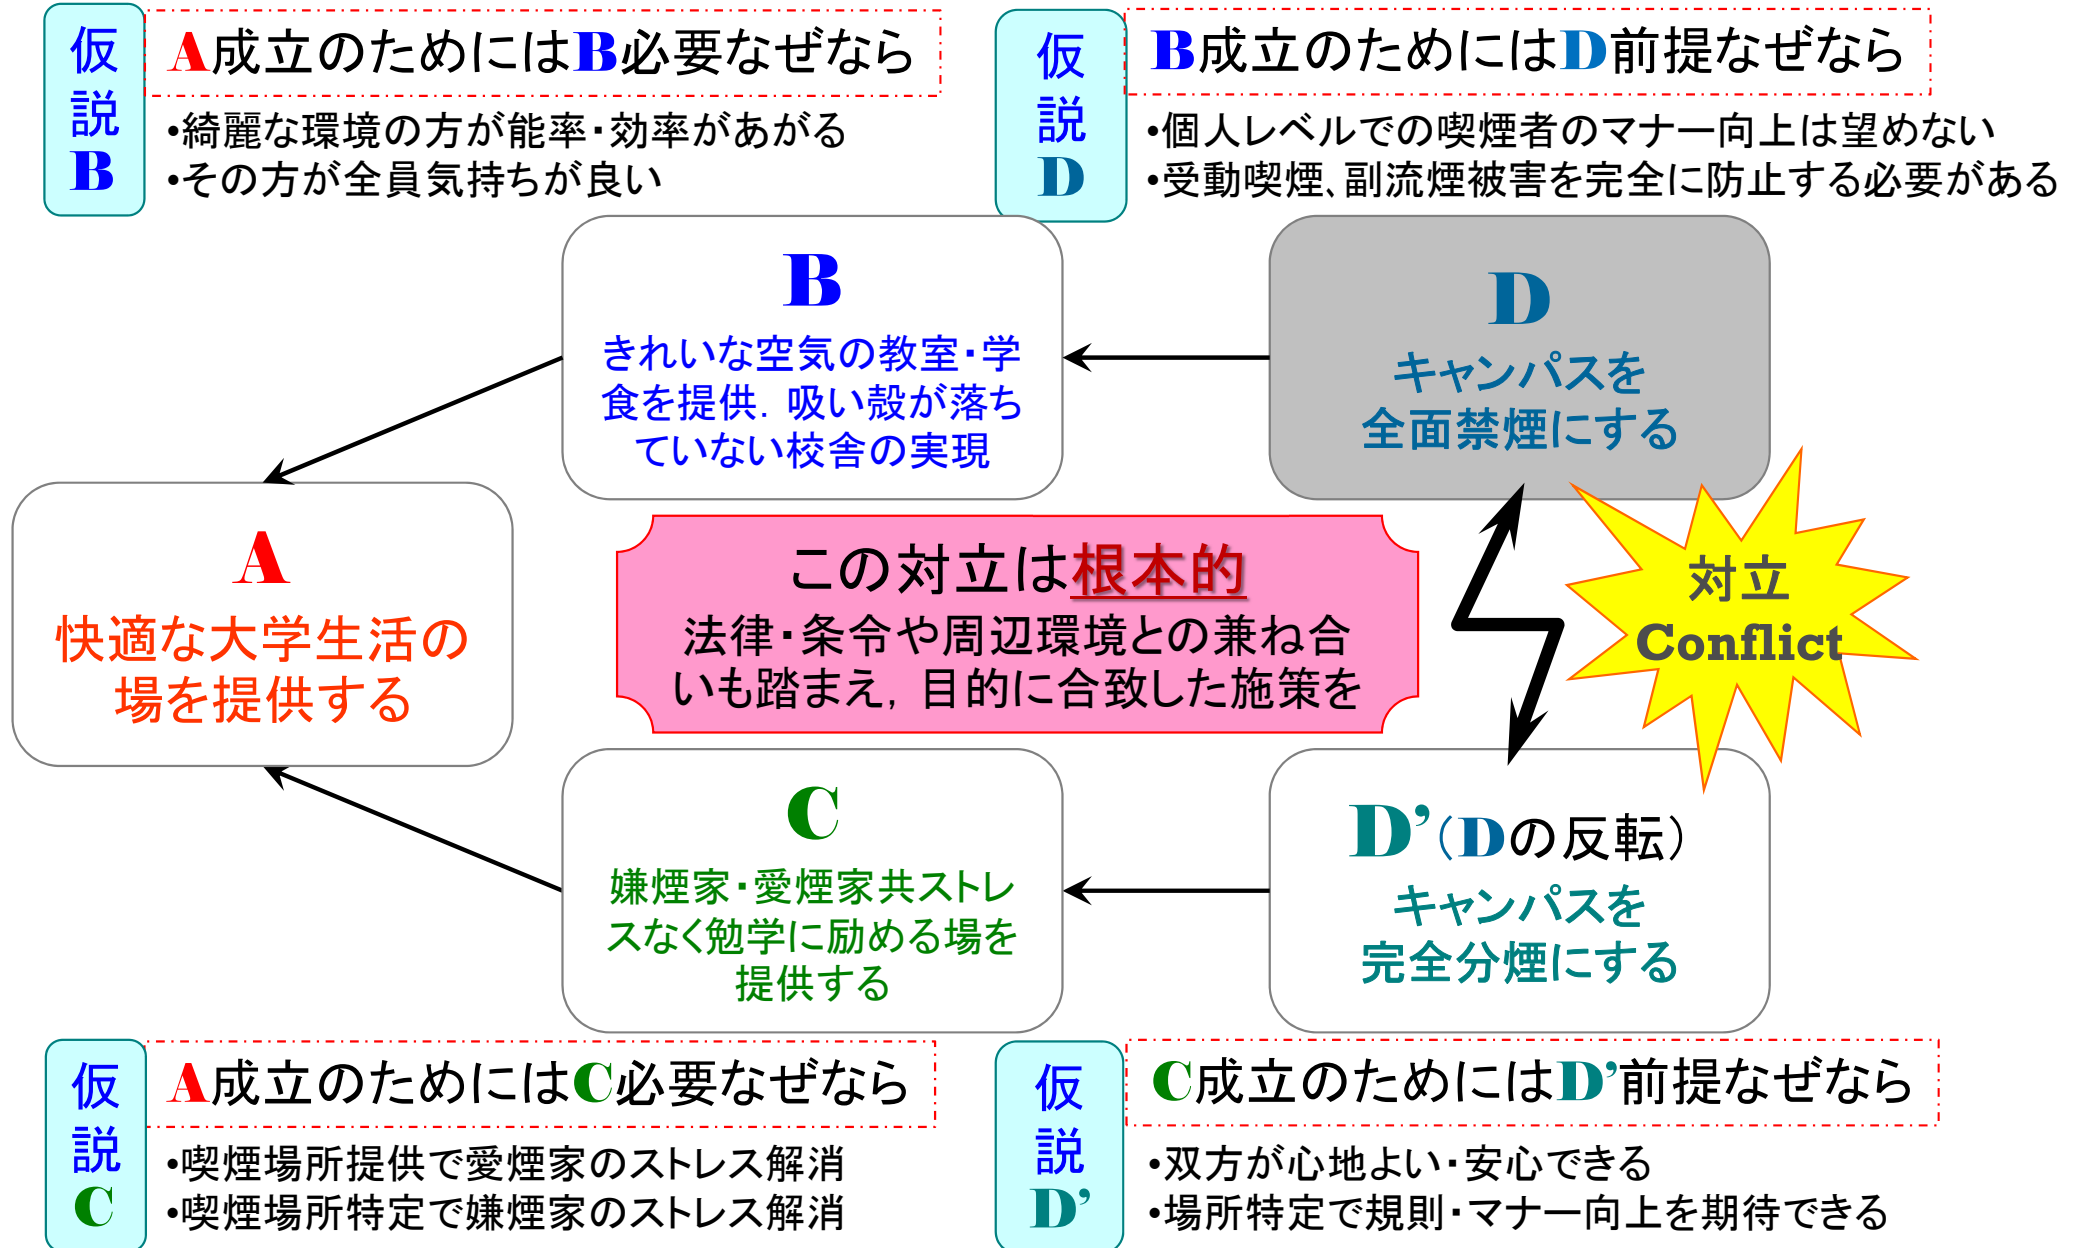 仮
説
B
A成立のためにはB必要なぜなら
•綺麗な環境の方が能率・効率があがる
•その方が全員気持ちが良い
仮
説
D
B成立のためにはD前提なぜなら
•個人レベルでの喫煙者のマナー向上は望めない
•受動喫煙、副流煙被害を完全に防止する必要がある
B
きれいな空気の教室・学
食を提供．吸い殻が落ち
ていない校舎の実現
D
キャンパスを
全面禁煙にする
A
快適な大学生活の
場を提供する
この対立は根本的
法律・条令や周辺環境との兼ね合
いも踏まえ，目的に合致した施策を
対立
Conflict
C
嫌煙家・愛煙家共ストレ
スなく勉学に励める場を
提供する
D’（Dの反転）
キャンパスを
完全分煙にする
仮
説
C
A成立のためにはC必要なぜなら
•喫煙場所提供で愛煙家のストレス解消
•喫煙場所特定で嫌煙家のストレス解消
仮
説
D’
C成立のためにはD’前提なぜなら
•双方が心地よい・安心できる
•場所特定で規則・マナー向上を期待できる